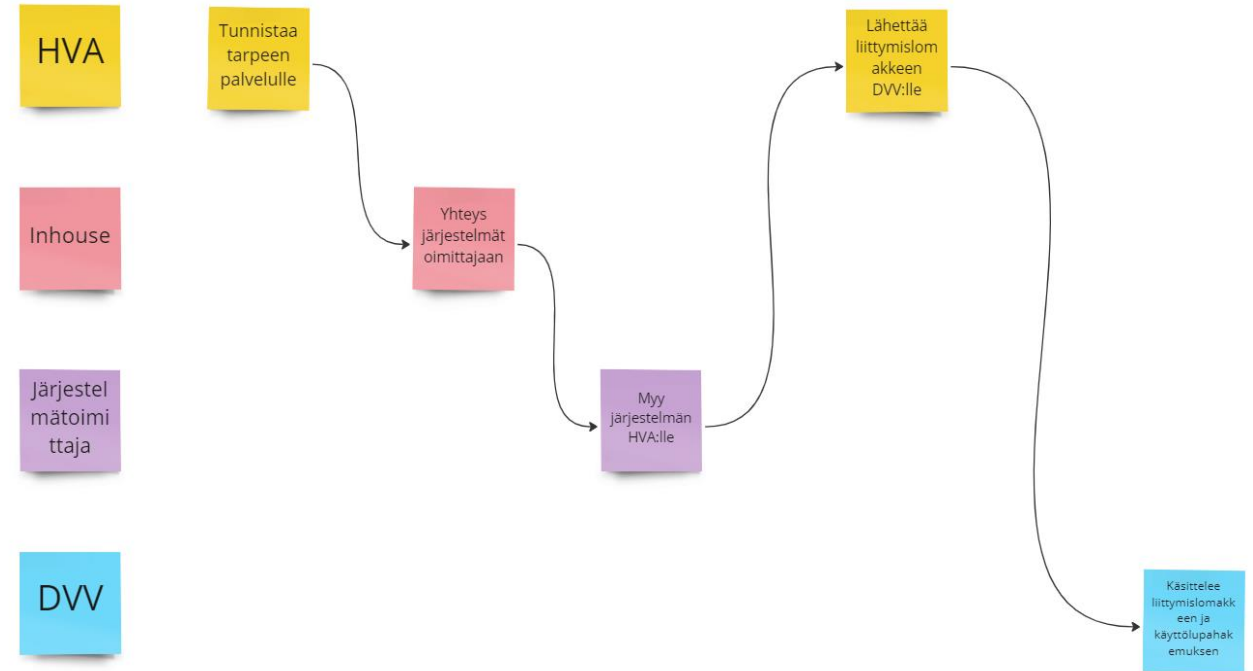 HVA
Tunnistaa
tarpeen
palvelulle
Lähettää
liittymislom
akkeen
DVV:lle
Inhouse
Yhteys
järjestelmät
oimittajaan
Järjestel
mätoimi
ttaja
Myy
järjestelmän
HVA:lle
DVV
Käsittelee
liittymislomakk
een ja
käyttölupahak
emuksen